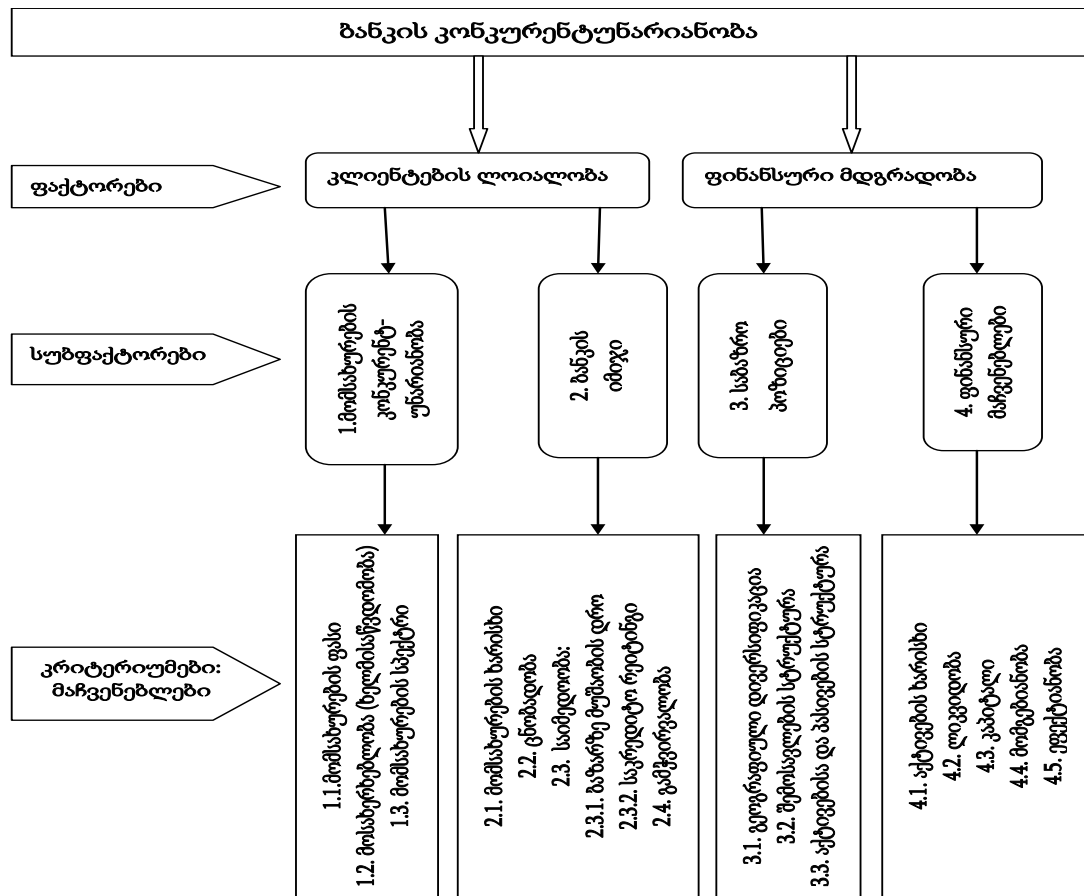 ბანკის კონკურენტუნარიანობა
ფაქტორები
კლიენტების ლოიალობა
ფინანსური მდგრადობა
სუბფაქტორები
1.მომსახურების
კონკურენტ-
უნარიანობა
2. ბანკის
იმიჯი
3. საბაზრო
პოზიციები
4. ფინანსური
მაჩვენებლები
კრიტერიუმები:
მაჩვენებლები
1.1.მომსახურების ფასი
1.2. მოსახერხებლობა (ხელმისაწვდომობა)
1.3. მომსახურების სპექტრი
2.1. მომსახურების ხარისხი
2.2. ცნობადობა
2.3. საიმედოობა:
2.3.1. ბაზარზე მუშაობის დრო
2.3.2. საკრედიტო რეიტინგი
2.4. გამჭვირვალობა
3.1. გეოგრაფიული დივერსიფიკაცია
3.2. შემოსავლების სტრუქტურა
3.3. აქტივებისა და პასივების სტრუქტურა
4.1. აქტივების ხარისხი
4.2. ლიკვიდობა
4.3. კაპიტალი
4.4. მომგებიანობა
4.5. ეფექტიანობა